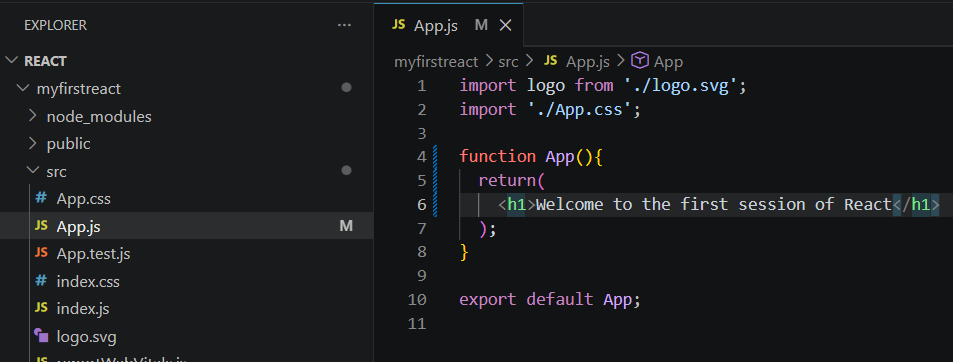 EXPLORER ...
REACT
myfirstreact
node_modules
public
src
# App.css
JS App.js M
JS App.test.js
# index.css
JS index.js
logo.svg
JS App.js M
myfirstreact > src > JS App.js > App
1 import logo from './logo.svg';
2 import './App.css';
3
4 function App(){
5 return(
6 <h1>Welcome to the first session of React</h1>
7 );
8 }
9
10 export default App;
11